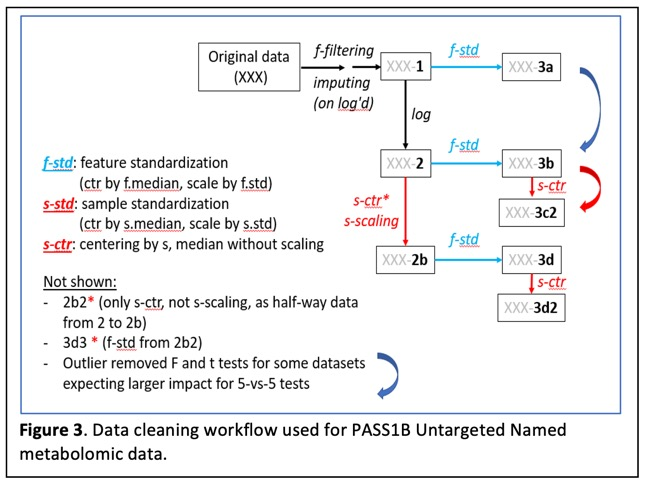 Original data
(XXX)
f-filtering
imputing
(on log'd)
XXX-1
f-std
XXX-3a
log
XXX-2
f-std
XXX-3b
s-ctr
XXX-3c2
s-ctr*
s-scaling
XXX-2b
f-std
XXX-3d
s-ctr
XXX-3d2
f-std: feature standardization
(ctr by f.median, scale by f.std)
s-std: sample standardization
(ctr by s.median, scale by s.std)
s-ctr: centering by s, median without scaling
Not shown:
- 2b2* (only s-ctr, not s-scaling, as half-way data
from 2 to 2b)
- 3d3 * (f-std from 2b2)
- Outlier removed F and t tests for some datasets
expecting larger impact for 5-vs-5 tests
Figure 3. Data cleaning workflow used for PASS1B Untargeted Named
metabolomic data.